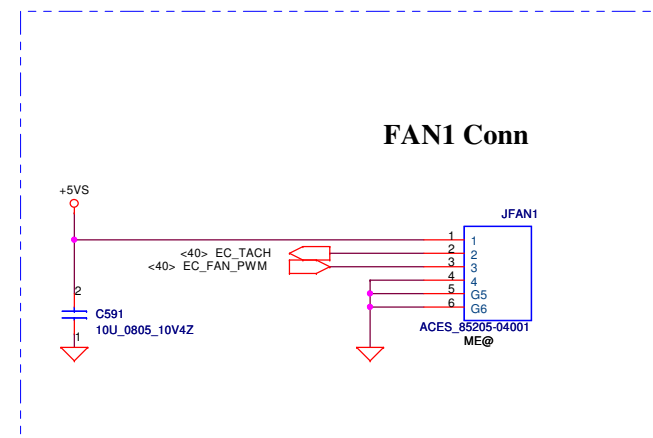 FAN1 Conn
+5VS
JFAN1
<40> EC_TACH
<40> EC_FAN_PWM
1 1
2 2
3 3
4 4
5 G5
6 G6
2
C591
10U_0805_10V4Z
1
ACES_85205-04001
ME@